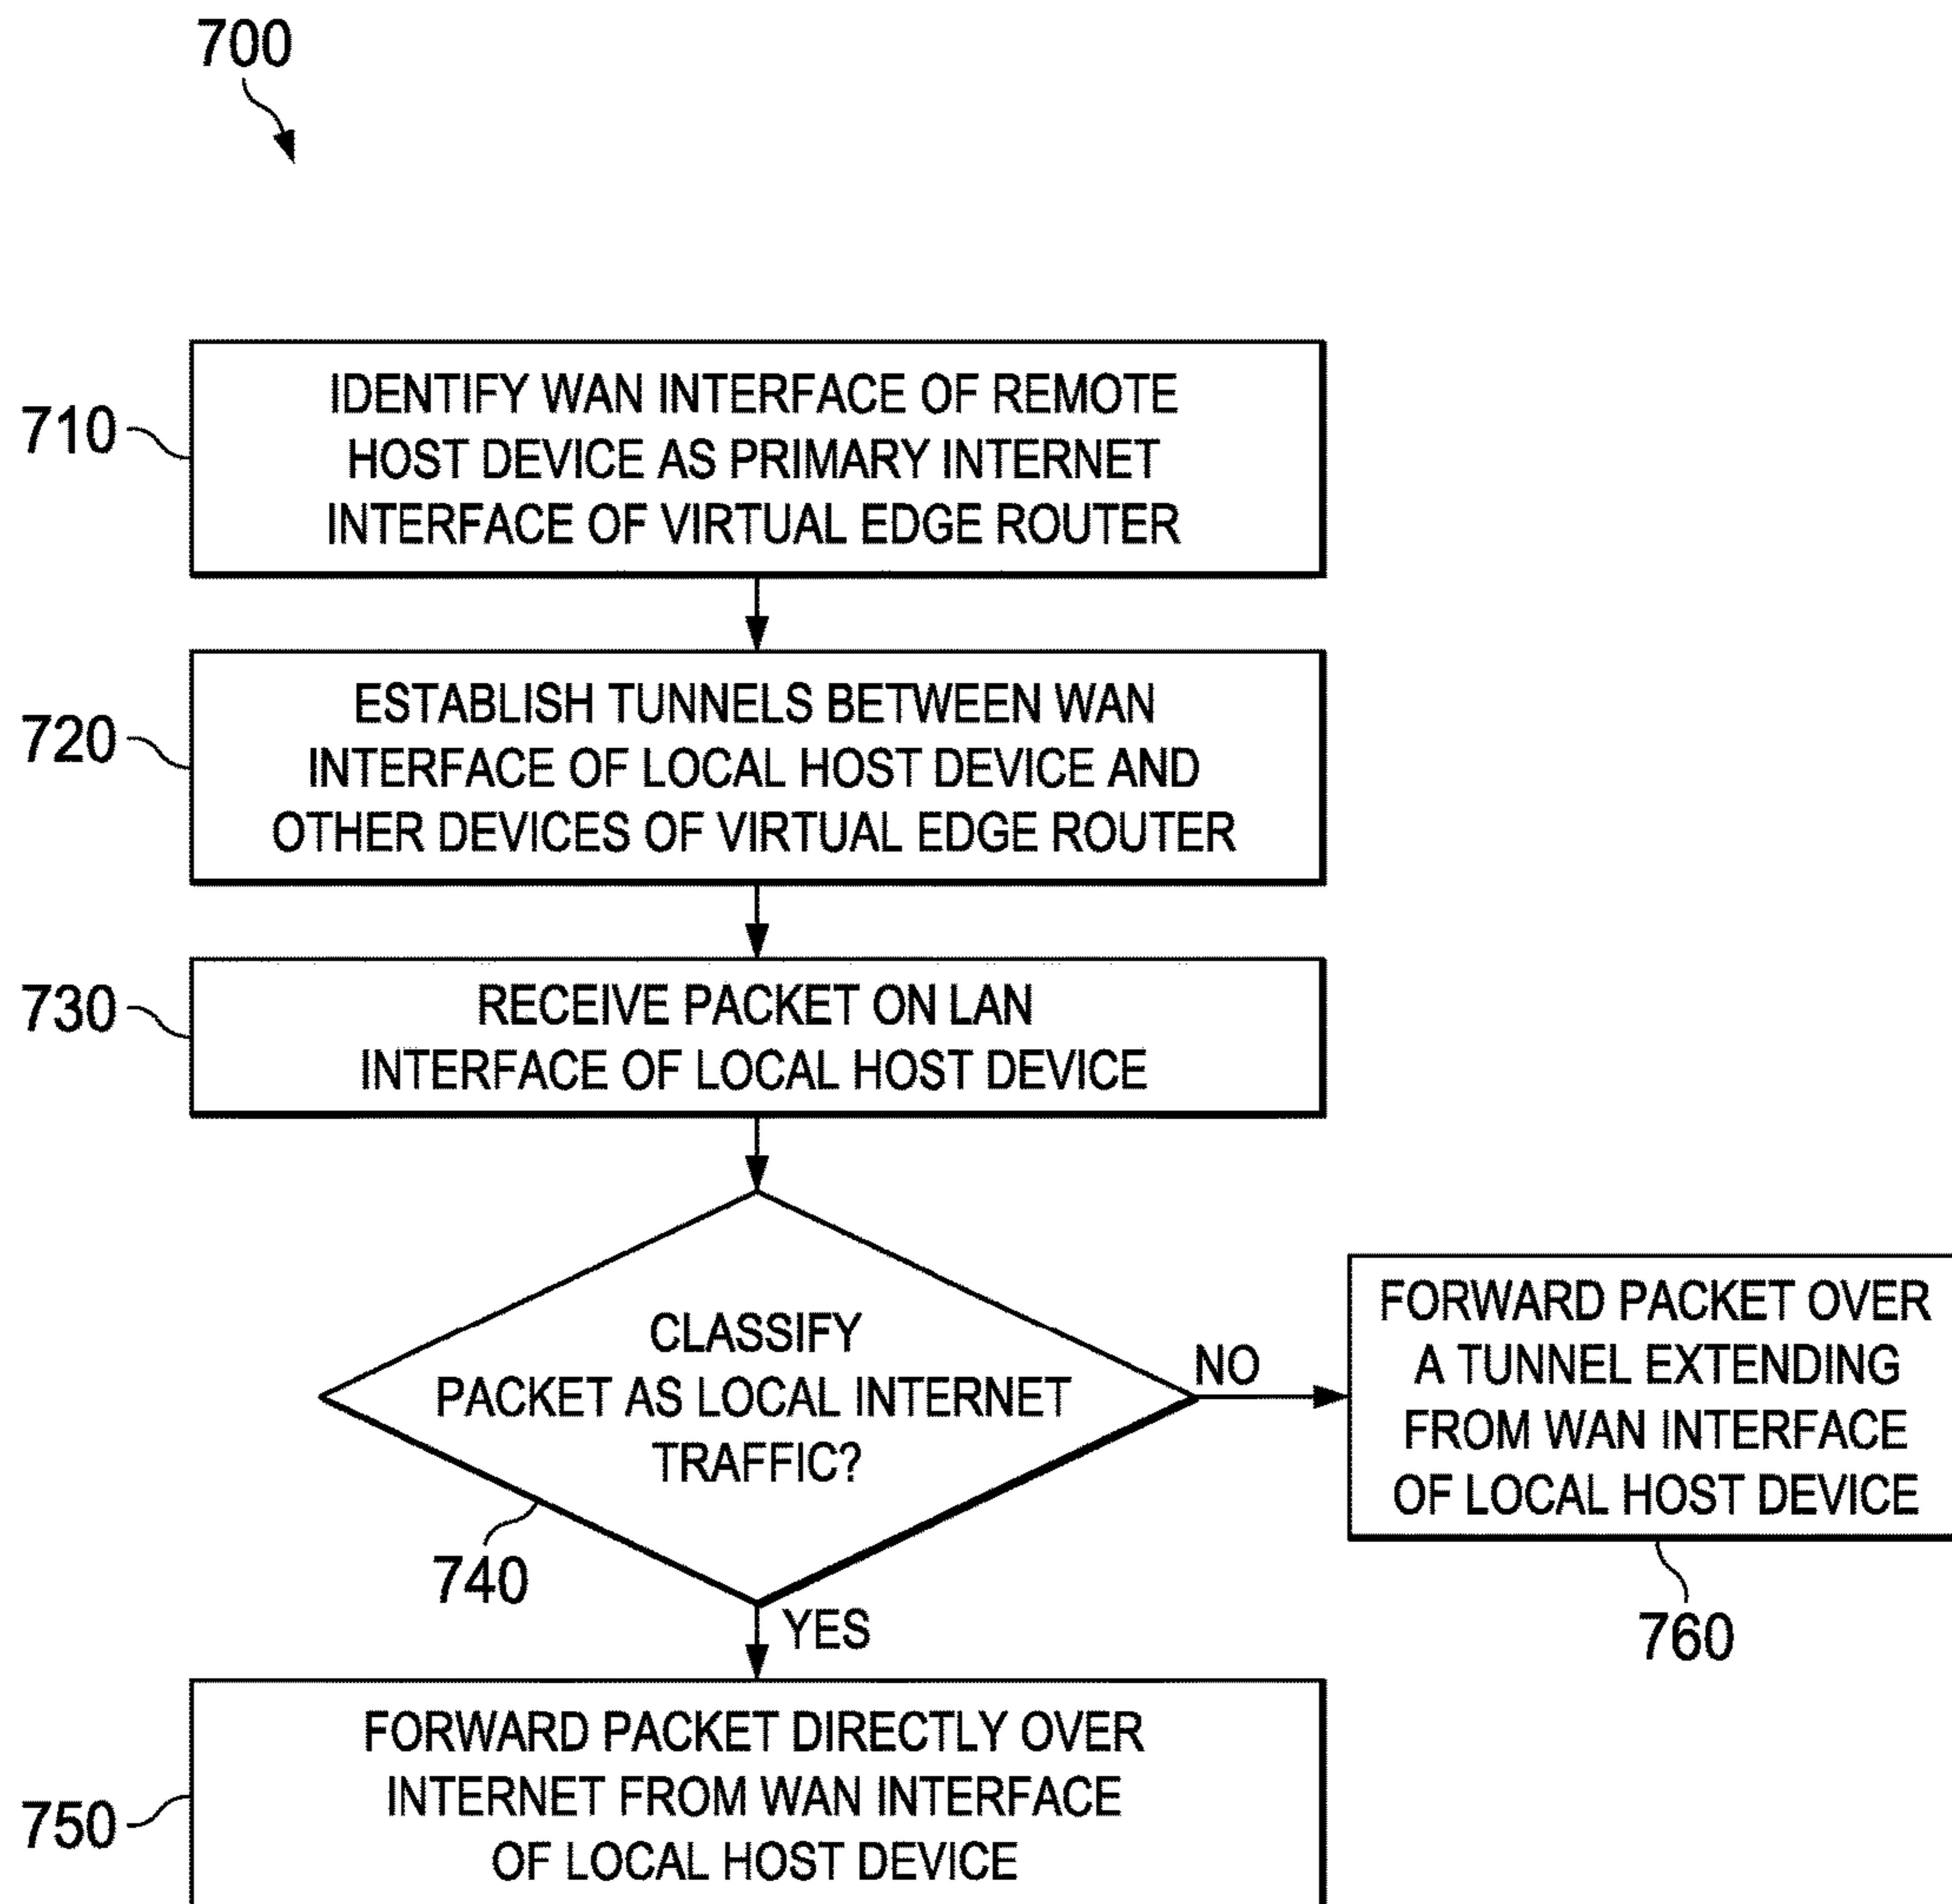 700
710
IDENTIFY WAN INTERFACE OF REMOTE
HOST DEVICE AS PRIMARY INTERNET
INTERFACE OF VIRTUAL EDGE ROUTER
720
ESTABLISH TUNNELS BETWEEN WAN
INTERFACE OF LOCAL HOST DEVICE AND
OTHER DEVICES OF VIRTUAL EDGE ROUTER
730
RECEIVE PACKET ON LAN
INTERFACE OF LOCAL HOST DEVICE
CLASSIFY
PACKET AS LOCAL INTERNET
TRAFFIC?
740
NO
FORWARD PACKET OVER
A TUNNEL EXTENDING
FROM WAN INTERFACE
OF LOCAL HOST DEVICE
760
YES
750
FORWARD PACKET DIRECTLY OVER
INTERNET FROM WAN INTERFACE
OF LOCAL HOST DEVICE